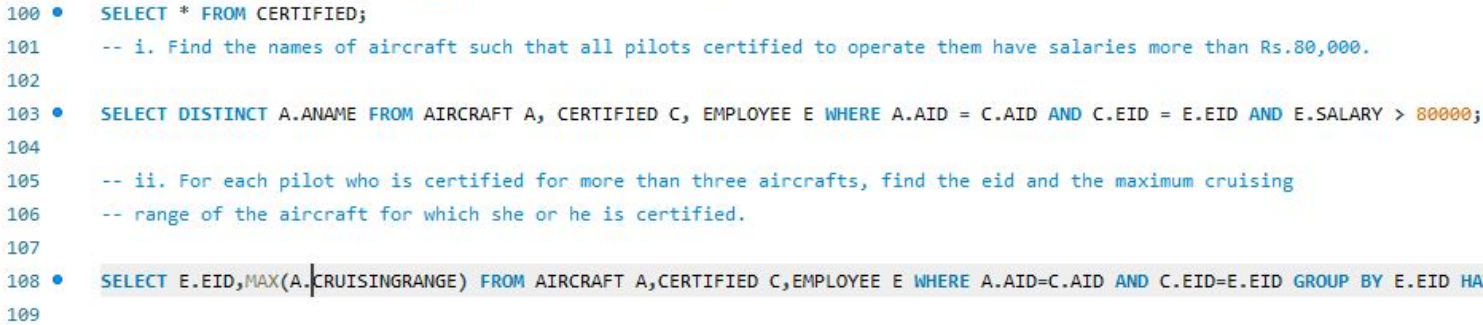 100 SELECT * FROM CERTIFIED;
101 -- i. Find the names of aircraft such that all pilots certified to operate them have salaries more than Rs.80,000.
102
103 SELECT DISTINCT A.ANAME FROM AIRCRAFT A, CERTIFIED C, EMPLOYEE E WHERE A.AID = C.AID AND C.EID = E.EID AND E.SALARY > 80000;
104
105 -- ii. For each pilot who is certified for more than three aircrafts, find the eid and the maximum cruising
106 -- range of the aircraft for which she or he is certified.
107
108 SELECT E.EID,MAX(A.CRUISINGRANGE) FROM AIRCRAFT A,CERTIFIED C,EMPLOYEE E WHERE A.AID=C.AID AND C.EID=E.EID GROUP BY E.EID HA
109